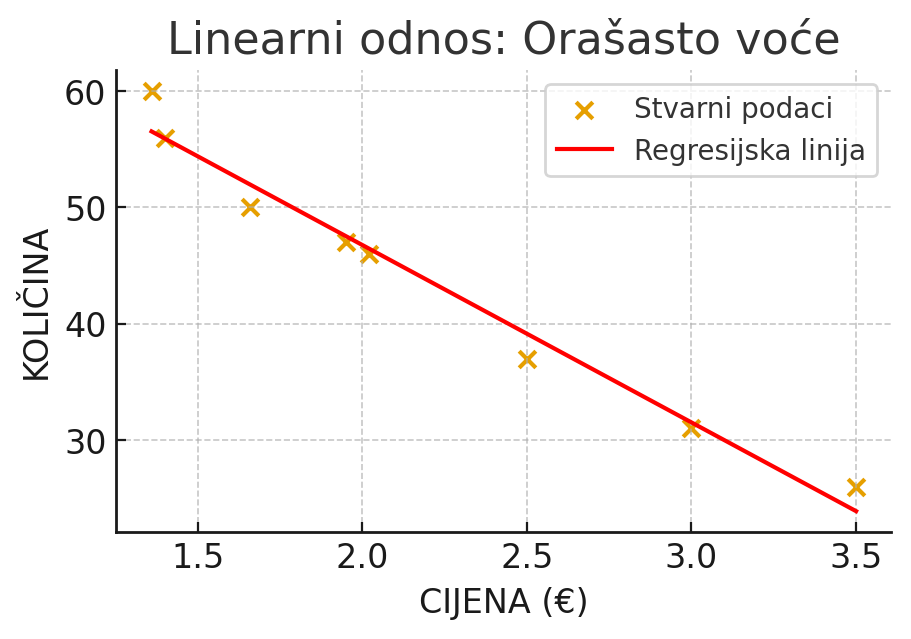 Linearni odnos: Orašasto voće
Stvarni podaci
Regresijska linija
KOLIČINA
60
50
40
30
1.5 2.0 2.5 3.0 3.5
CIJENA (€)